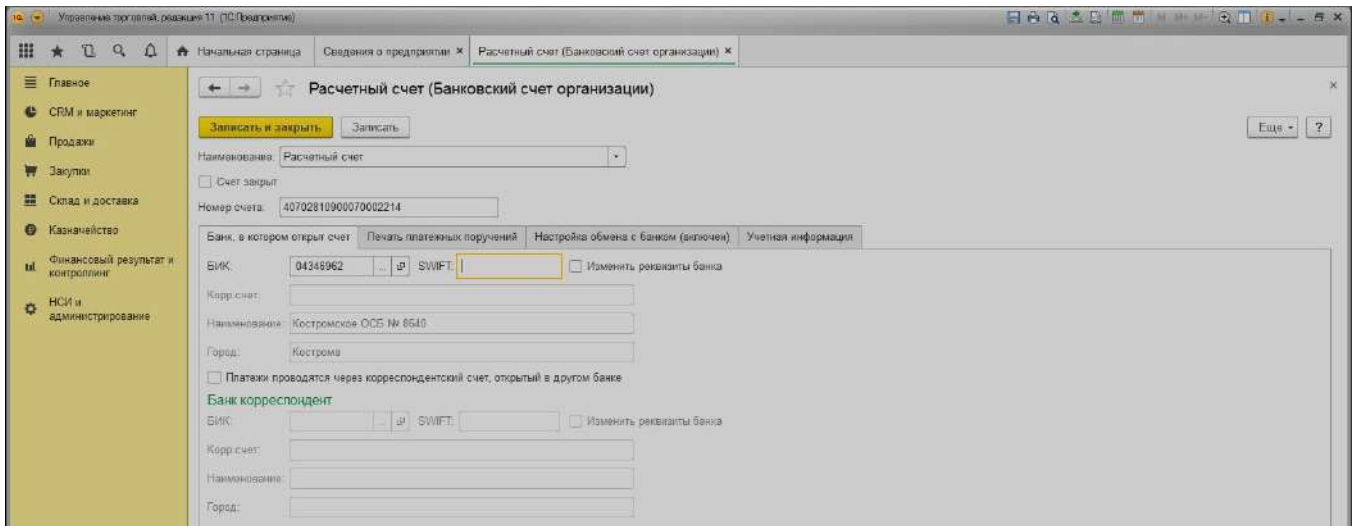 Управление торговлей, редакция 11 (1С:Предприятие)
M M+ M-
Начальная страница
Сведения о предприятии ×
Расчетный счет (Банковский счет организации) ×
Главное
CRM и маркетинг
Продажи
Закупки
Склад и доставка
Казначейство
Финансовый результат и
контроллинг
НСИ и
администрирование
Расчетный счет (Банковский счет организации)
Записать и закрыть
Записать
Еще
?
Наименование: Расчетный счет
Счет закрыт
Номер счета: 40702810900070002214
Банк, в котором открыт счет
Печать платежных поручений
Настройка обмена с банком (включен)
Учетная информация
БИК: 04346962 ... SWIFT: Изменить реквизиты банка
Корр.счет:
Наименование: Костромское ОСБ № 8640
Город: Кострома
Платежи проводятся через корреспондентский счет, открытый в другом банке
Банк корреспондент
БИК: ... SWIFT: Изменить реквизиты банка
Корр.счет:
Наименование:
Город: